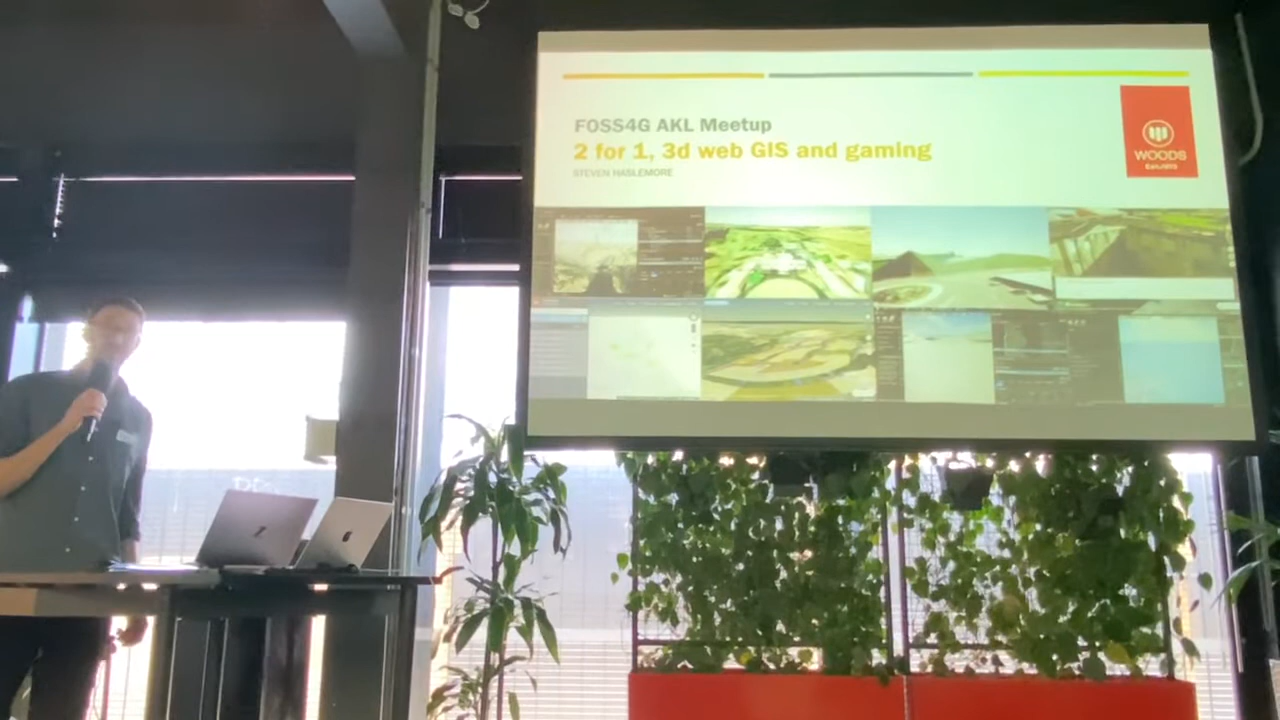 FOSS4G AKL Meetup
2 for 1, 3d web GIS and gaming
STEVEN HASLEMORE
WOODS